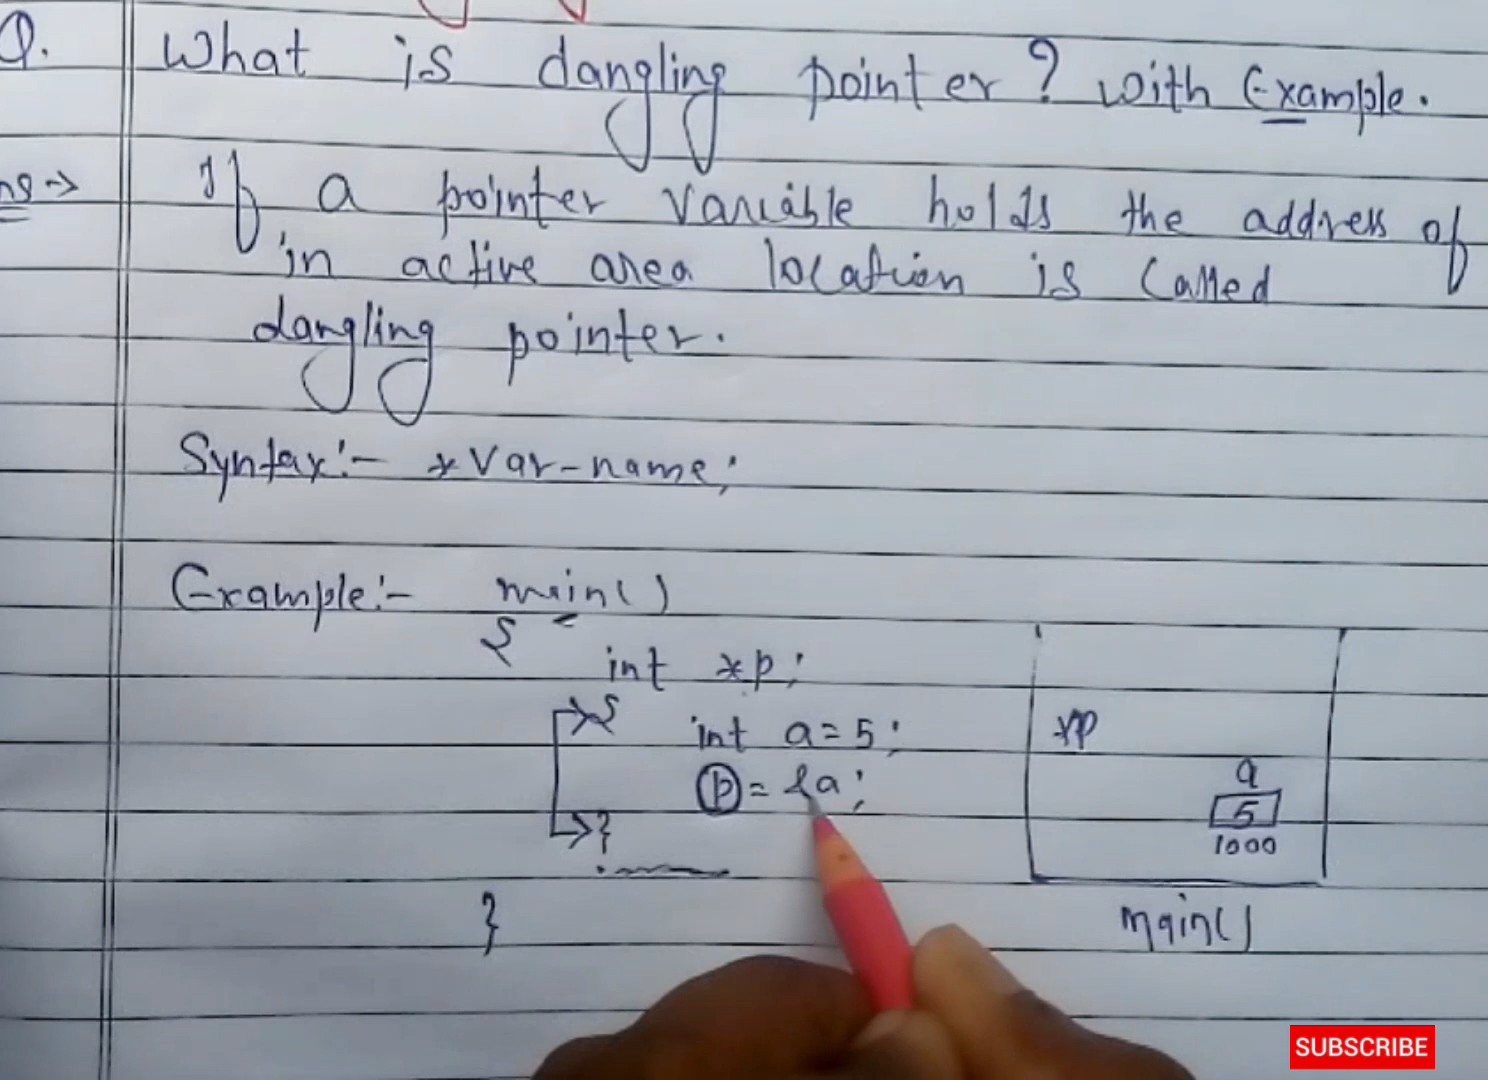 Q. What is dangling pointer? with Example.
ns→ If a pointer variable holds the address of
in active area location is called
dangling pointer.
Syntax:- *var-name;
Example:- main()
{
int *p;
{ int a=5;
p=&a;
}
}
*p
a
5
1000
main()
SUBSCRIBE